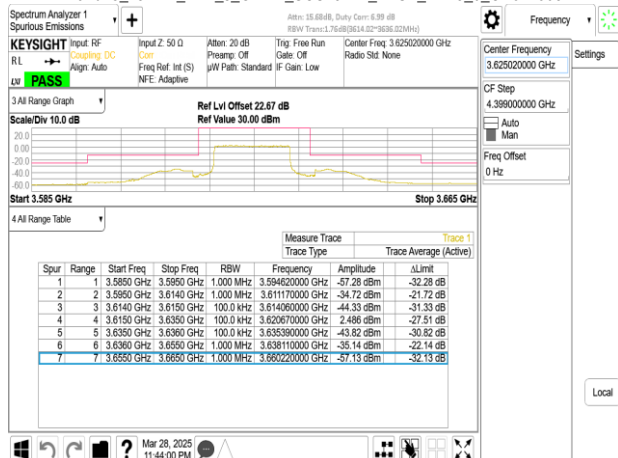 Spectrum Analyzer 1
Spurious Emissions
Attn: 15.68dB, Duty Corr: 6.99 dB
RBW Trans:1.76dB(3614.02~3636.02MHz)
Frequency
KEYSIGHT Input: RF Input Z: 50 Ω Atten: 20 dB Trig: Free Run Center Freq: 3.625020000 GHz
RL Coupling: DC Corr Preamp: Off Gate: Off Radio Std: None
Align: Auto Freq Ref: Int (S) µW Path: Standard IF Gain: Low
LXI PASS NFE: Adaptive
Center Frequency
3.625020000 GHz
Settings
CF Step
4.399000000 GHz
Auto
Man
Freq Offset
0 Hz
3 All Range Graph
Ref Lvl Offset 22.67 dB
Scale/Div 10.0 dB Ref Value 30.00 dBm
20.0
0.00
-20.0
-40.0
-60.0
Start 3.585 GHz Stop 3.665 GHz
4 All Range Table
Measure Trace Trace 1
Trace Type Trace Average (Active)
Spur Range Start Freq Stop Freq RBW Frequency Amplitude ΔLimit
1 1 3.5850 GHz 3.5950 GHz 1.000 MHz 3.594620000 GHz -57.28 dBm -32.28 dB
2 2 3.5950 GHz 3.6140 GHz 1.000 MHz 3.611170000 GHz -34.72 dBm -21.72 dB
3 3 3.6140 GHz 3.6150 GHz 100.0 kHz 3.614060000 GHz -44.33 dBm -31.33 dB
4 4 3.6150 GHz 3.6350 GHz 100.0 kHz 3.620670000 GHz 2.486 dBm -27.51 dB
5 5 3.6350 GHz 3.6360 GHz 100.0 kHz 3.635390000 GHz -43.82 dBm -30.82 dB
6 6 3.6360 GHz 3.6550 GHz 1.000 MHz 3.638110000 GHz -35.14 dBm -22.14 dB
7 7 3.6550 GHz 3.6650 GHz 1.000 MHz 3.660220000 GHz -57.13 dBm -32.13 dB
Local
Mar 28, 2025
11:44:00 PM